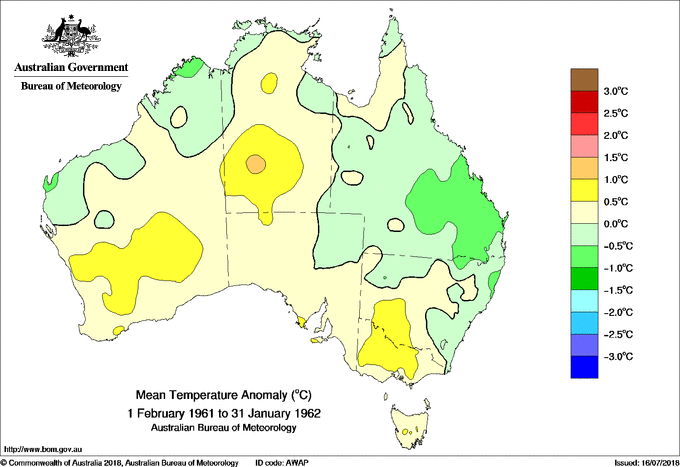 Australian Government
Bureau of Meteorology
3.0°C
2.5°C
2.0°C
1.5°C
1.0°C
0.5°C
0.0°C
−0.5°C
−1.0°C
−1.5°C
−2.0°C
−2.5°C
−3.0°C
Mean Temperature Anomaly (°C)
1 February 1961 to 31 January 1962
Australian Bureau of Meteorology
http://www.bom.gov.au
© Commonwealth of Australia 2018, Australian Bureau of Meteorology ID code: AWAP Issued: 16/07/2018